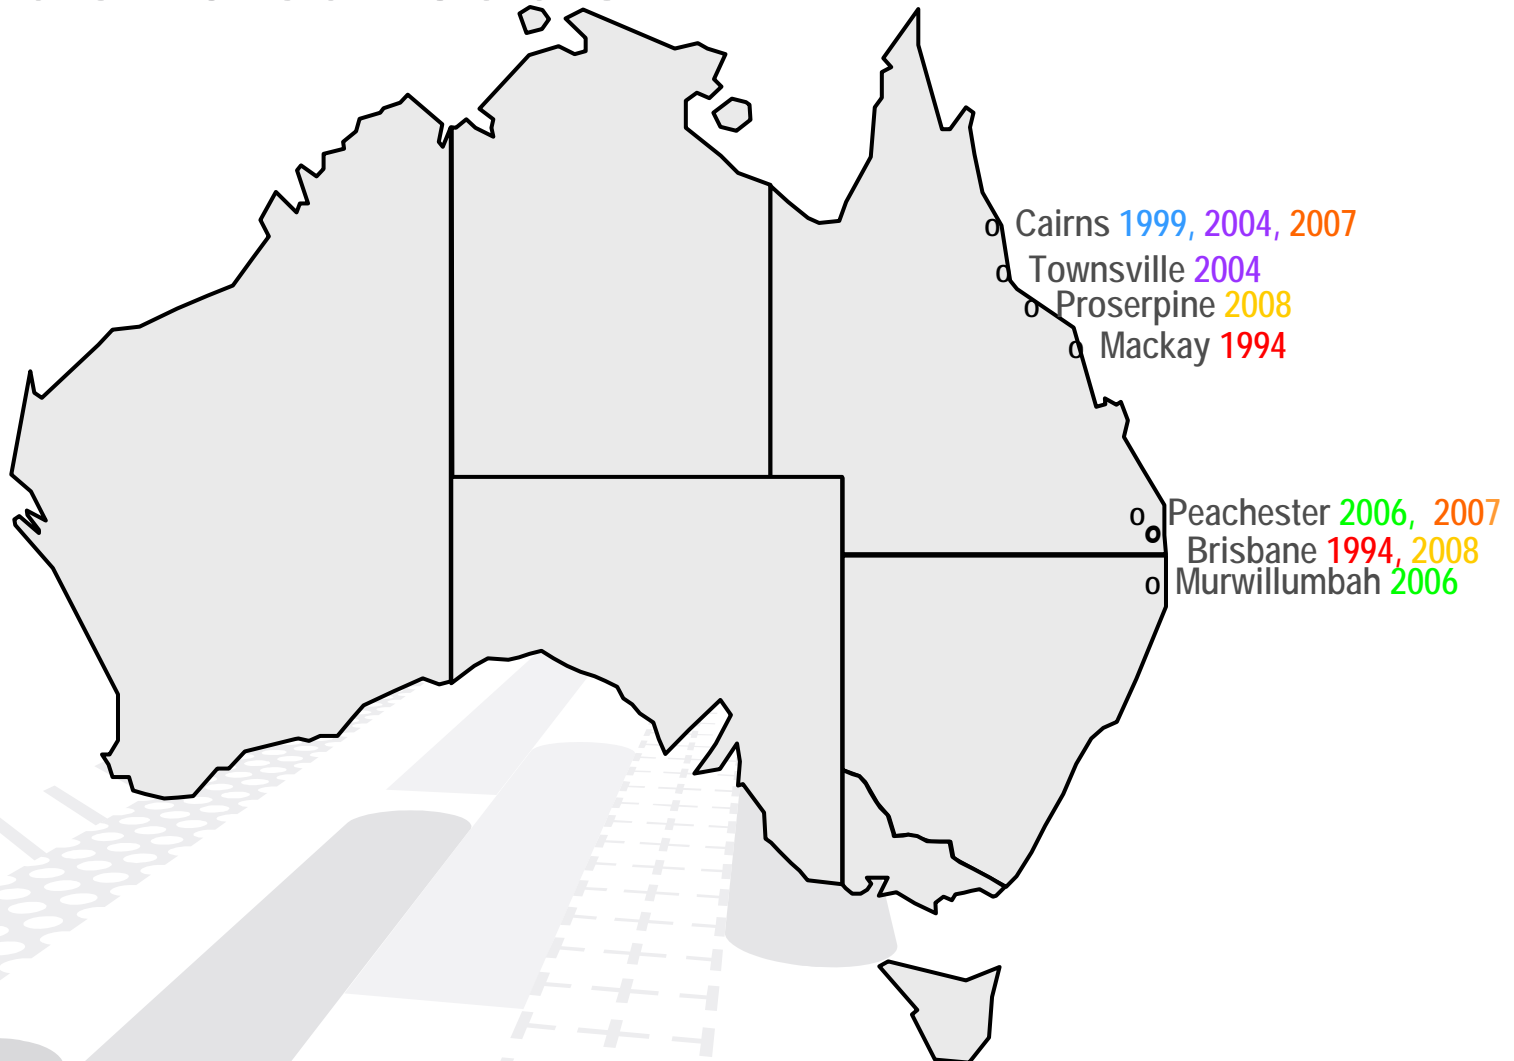 Cairns 1999, 2004, 2007
Townsville 2004
Proserpine 2008
Mackay 1994
Peachester 2006, 2007
Brisbane 1994, 2008
Murwillumbah 2006